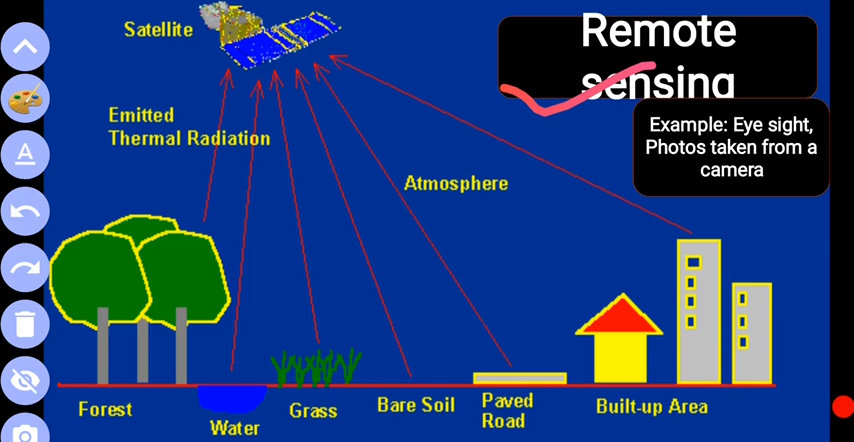 Satellite
Remote
sensing
Emitted
Thermal Radiation
Example: Eye sight,
Photos taken from a
camera
Atmosphere
Forest
Water
Grass
Bare Soil
Paved
Road
Built-up Area
A